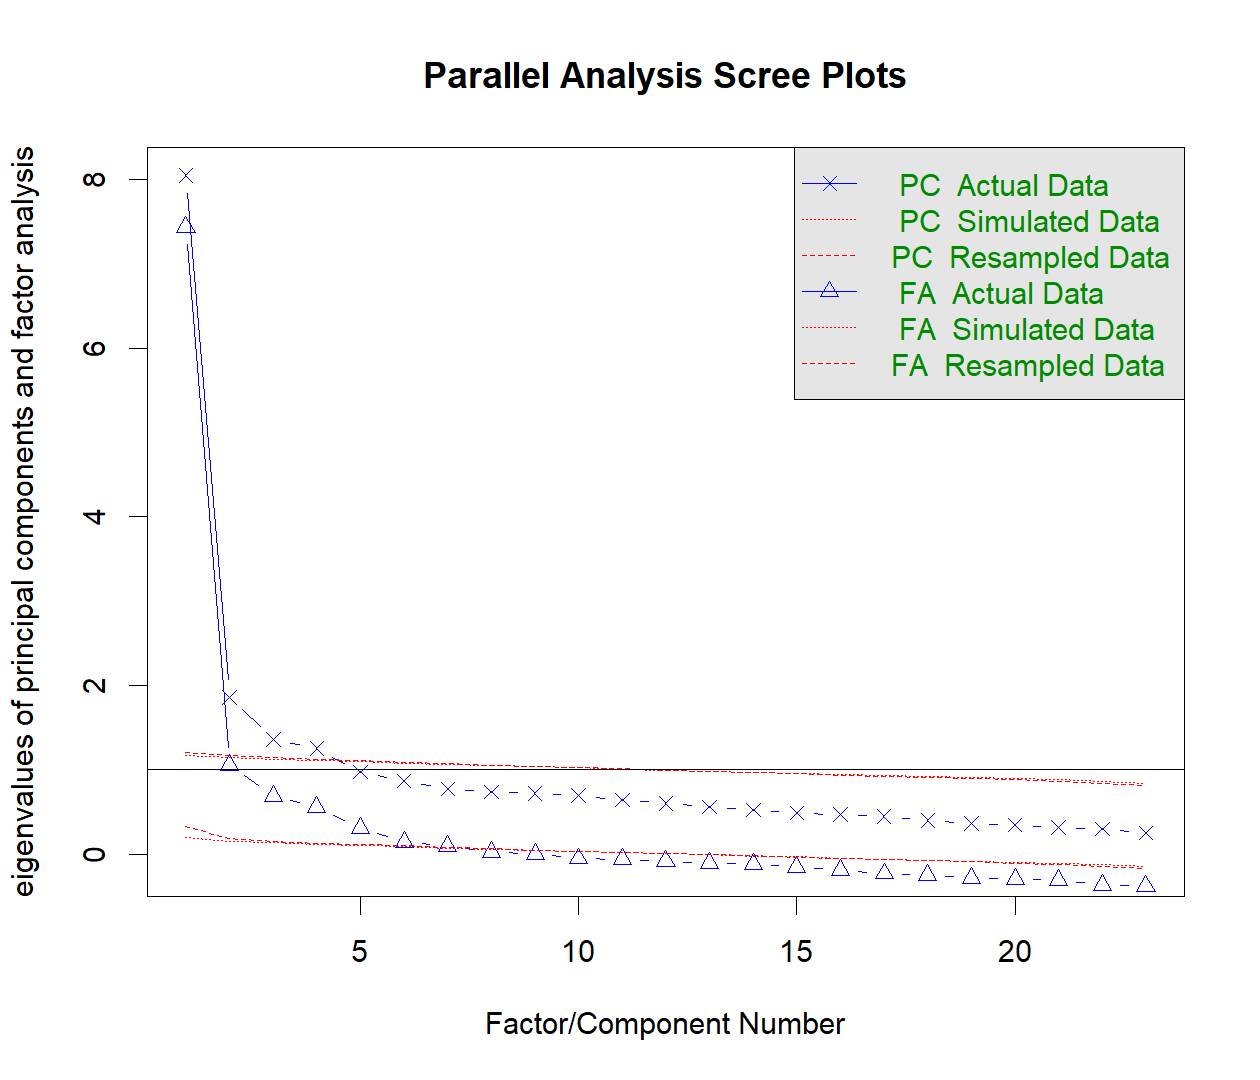 Parallel Analysis Scree Plots
eigenvalues of principal components and factor analysis
8
6
4
2
0
PC Actual Data
PC Simulated Data
PC Resampled Data
FA Actual Data
FA Simulated Data
FA Resampled Data
5 10 15 20
Factor/Component Number